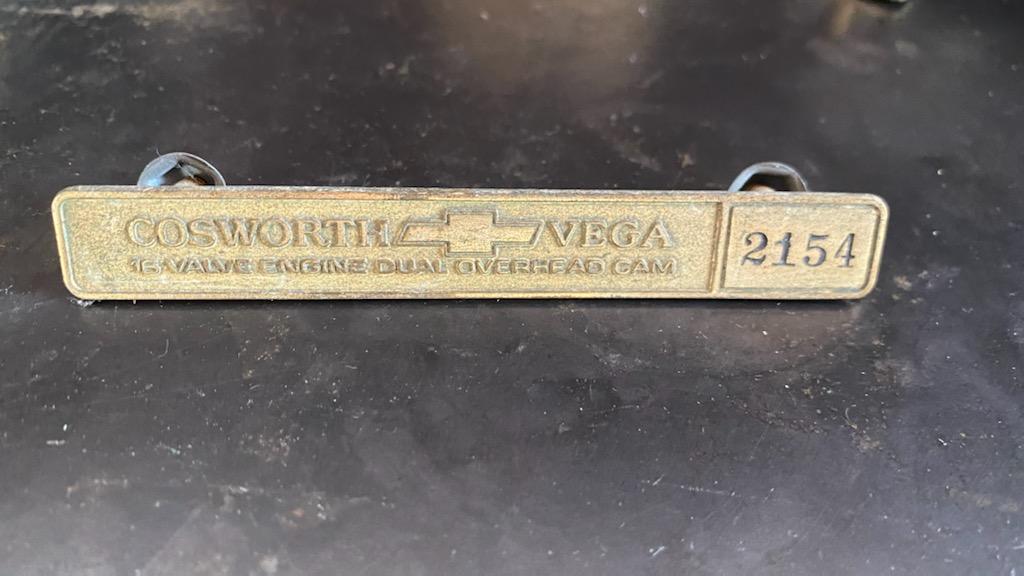 COSWORTH VEGA
16 VALVE ENGINE DUAL OVERHEAD CAM
2154